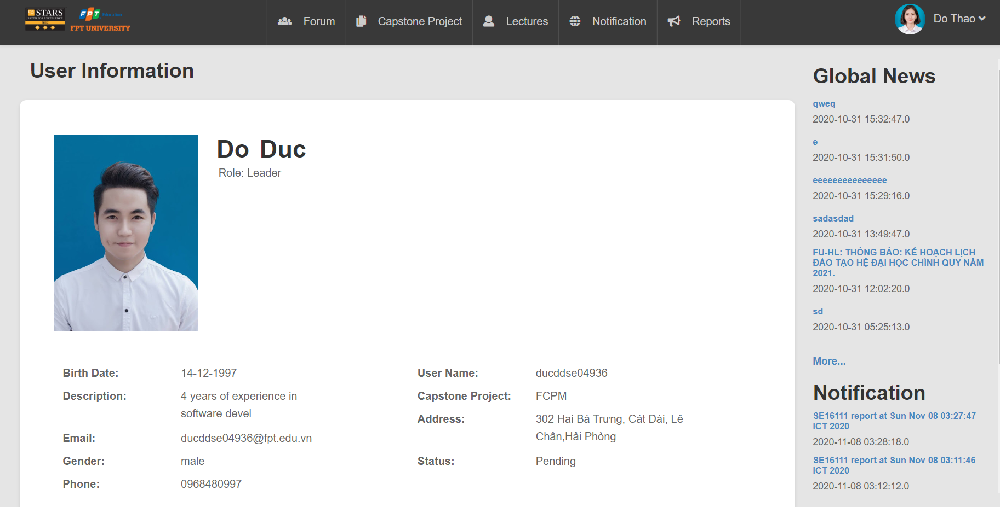 STARS
RATED FOR EXCELLENCE
2012
FPT Education
FPT UNIVERSITY
Forum
Capstone Project
Lectures
Notification
Reports
Do Thao
User Information
Do Duc
Role: Leader
Birth Date: 14-12-1997
Description: 4 years of experience in
software devel
Email: ducddse04936@fpt.edu.vn
Gender: male
Phone: 0968480997
User Name: ducddse04936
Capstone Project: FCPM
Address: 302 Hai Bà Trưng, Cát Dài, Lê
Chân,Hải Phòng
Status: Pending
Global News
qweq
2020-10-31 15:32:47.0
e
2020-10-31 15:31:50.0
eeeeeeeeeeeeeee
2020-10-31 15:29:16.0
sadasdad
2020-10-31 13:49:47.0
FU-HL: THÔNG BÁO: KẾ HOẠCH LỊCH
ĐÀO TẠO HỆ ĐẠI HỌC CHÍNH QUY NĂM
2021.
2020-10-31 12:02:20.0
sd
2020-10-31 05:25:13.0
More...
Notification
SE16111 report at Sun Nov 08 03:27:47
ICT 2020
2020-11-08 03:28:18.0
SE16111 report at Sun Nov 08 03:11:46
ICT 2020
2020-11-08 03:12:12.0